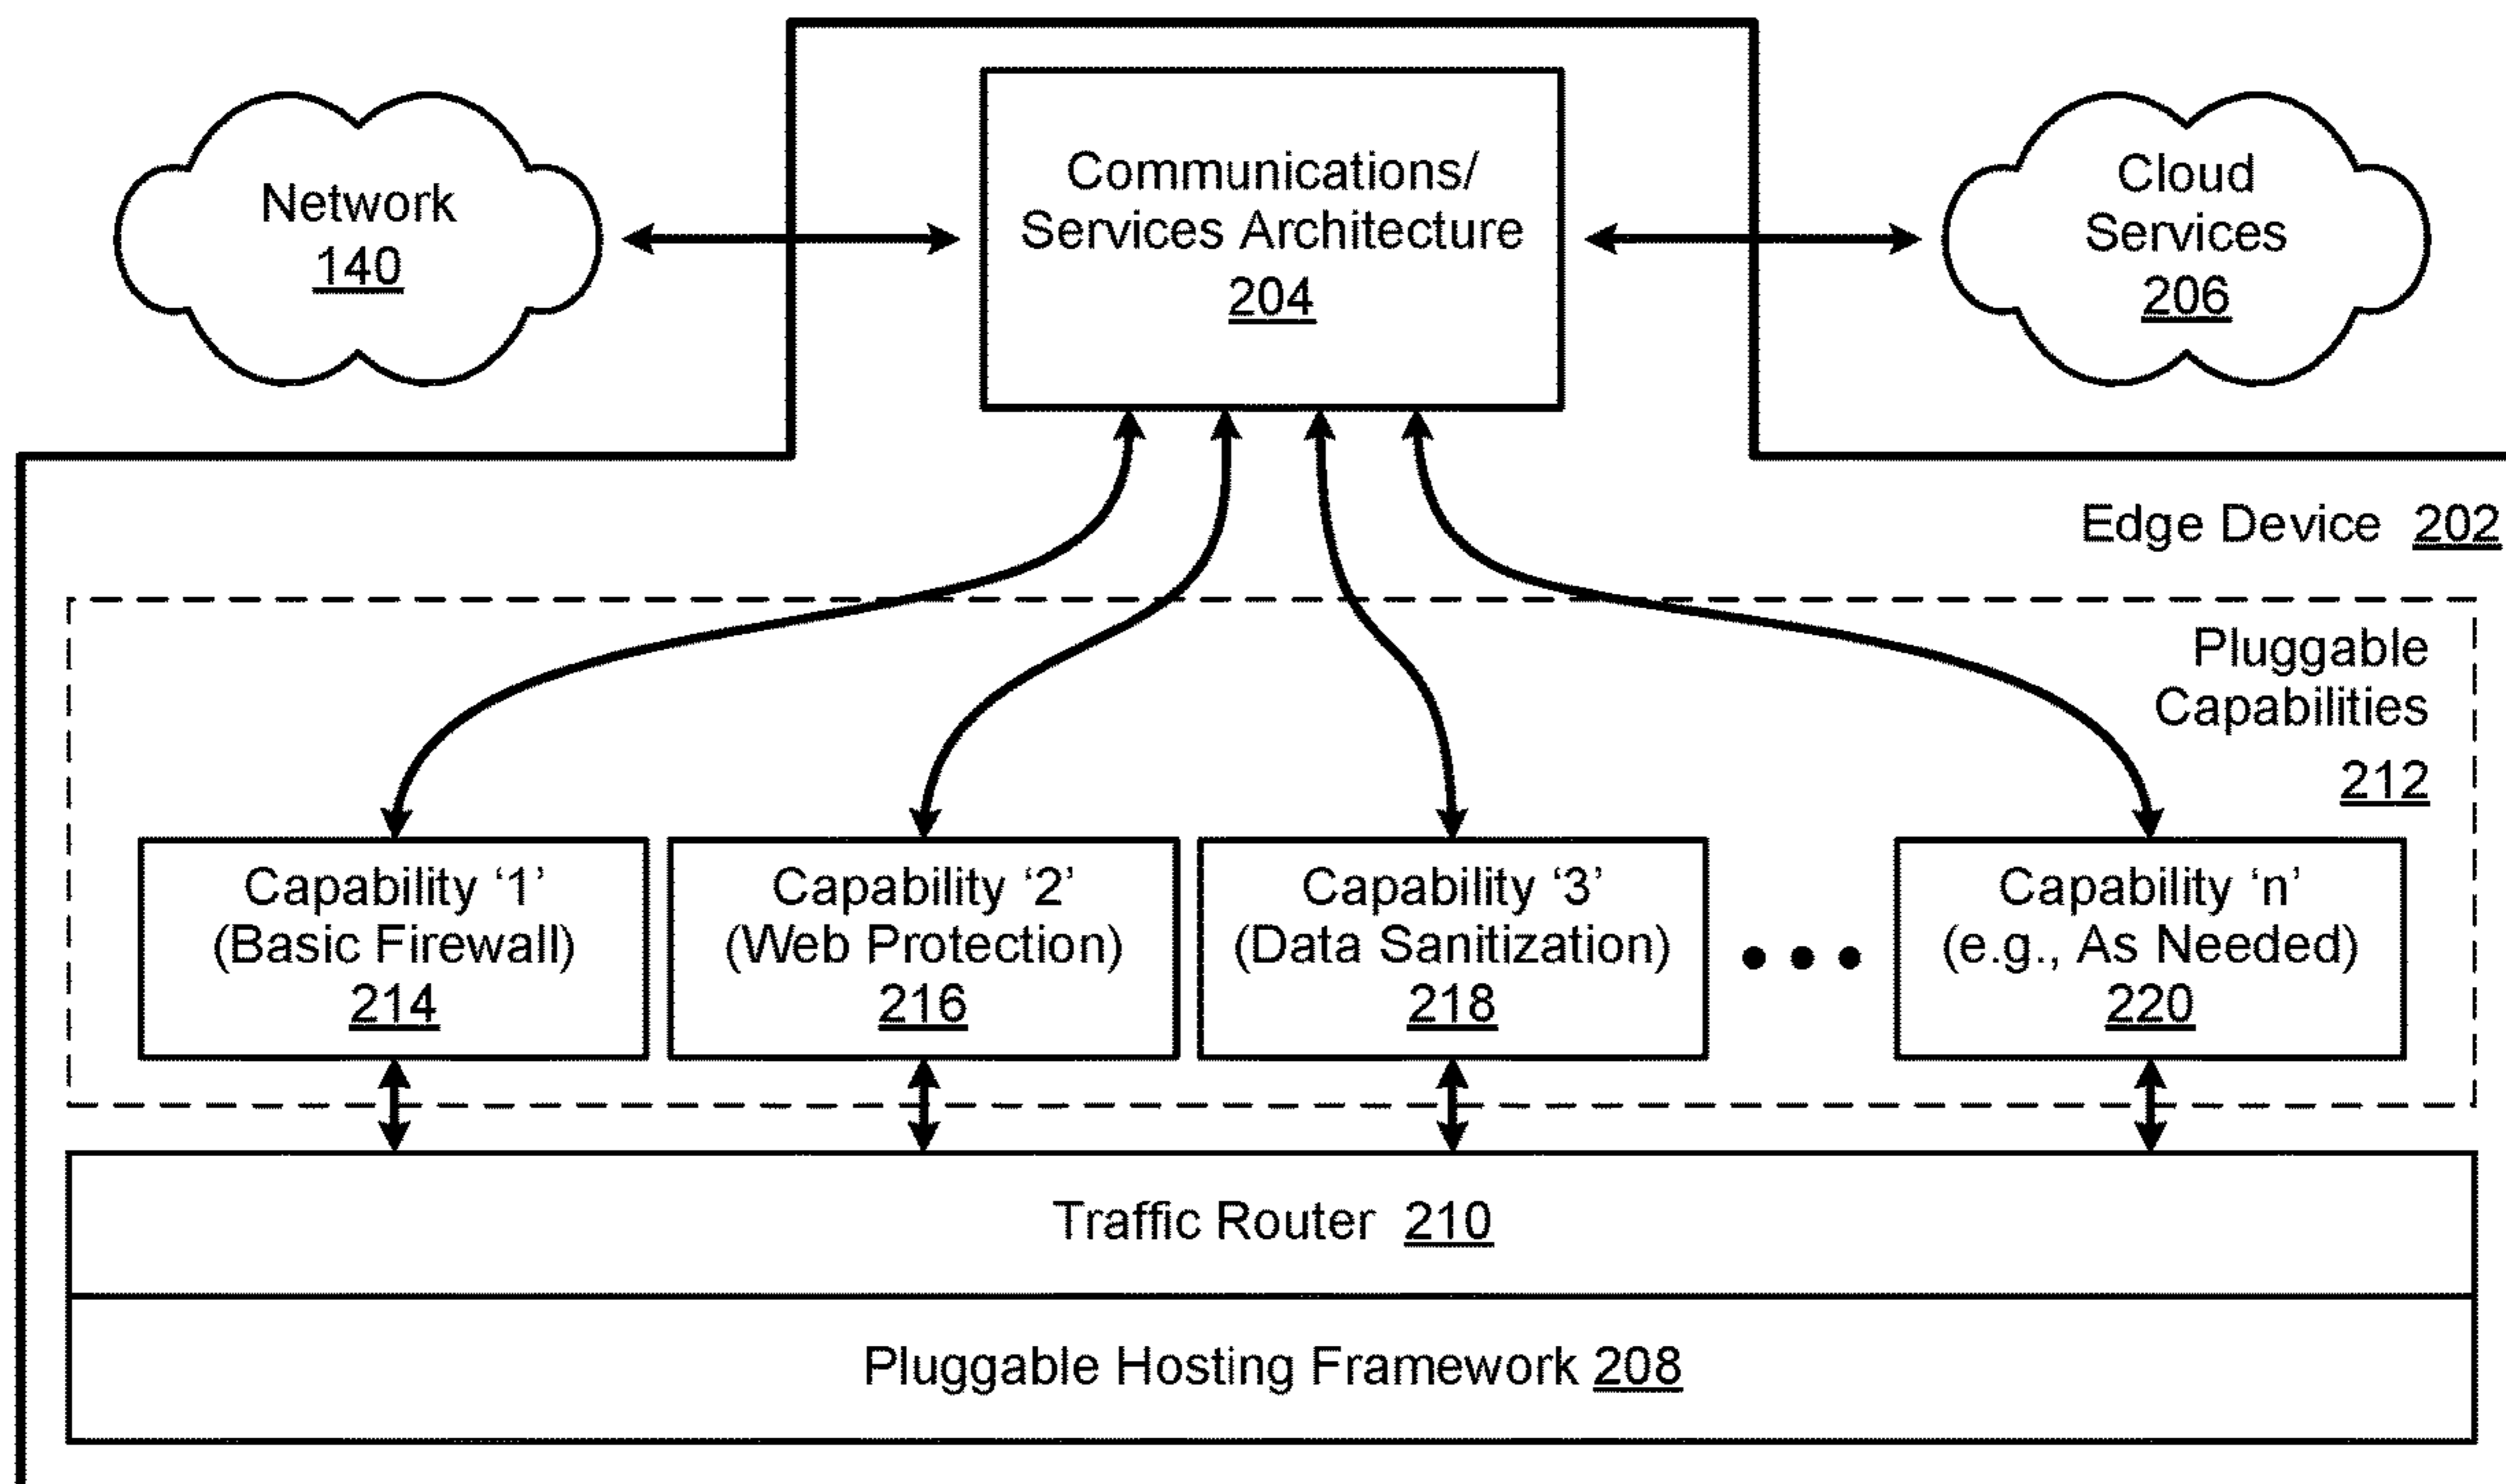 Network
140
Communications/
Services Architecture
204
Cloud
Services
206
Edge Device 202
Pluggable
Capabilities
212
Capability ‘1’
(Basic Firewall)
214
Capability ‘2’
(Web Protection)
216
Capability ‘3’
(Data Sanitization)
218
Capability ‘n’
(e.g., As Needed)
220
Traffic Router 210
Pluggable Hosting Framework 208